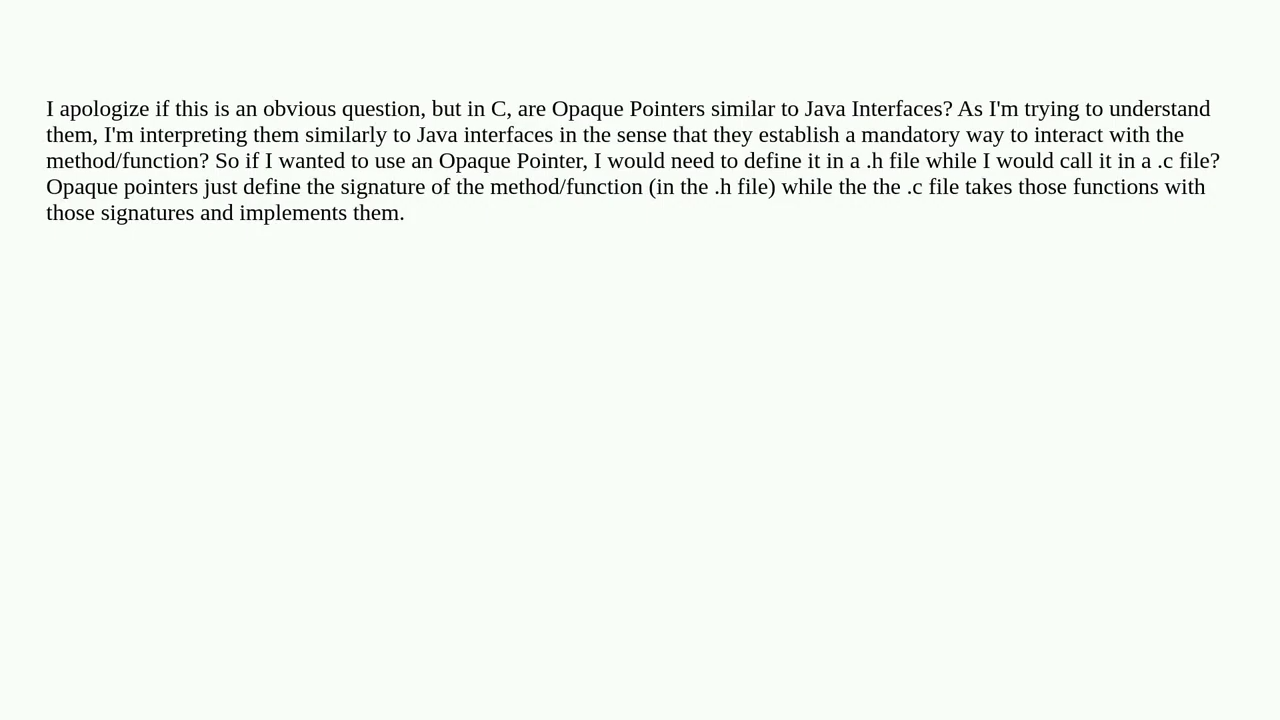 I apologize if this is an obvious question, but in C, are Opaque Pointers similar to Java Interfaces? As I'm trying to understand
them, I'm interpreting them similarly to Java interfaces in the sense that they establish a mandatory way to interact with the
method/function? So if I wanted to use an Opaque Pointer, I would need to define it in a .h file while I would call it in a .c file?
Opaque pointers just define the signature of the method/function (in the .h file) while the the .c file takes those functions with
those signatures and implements them.